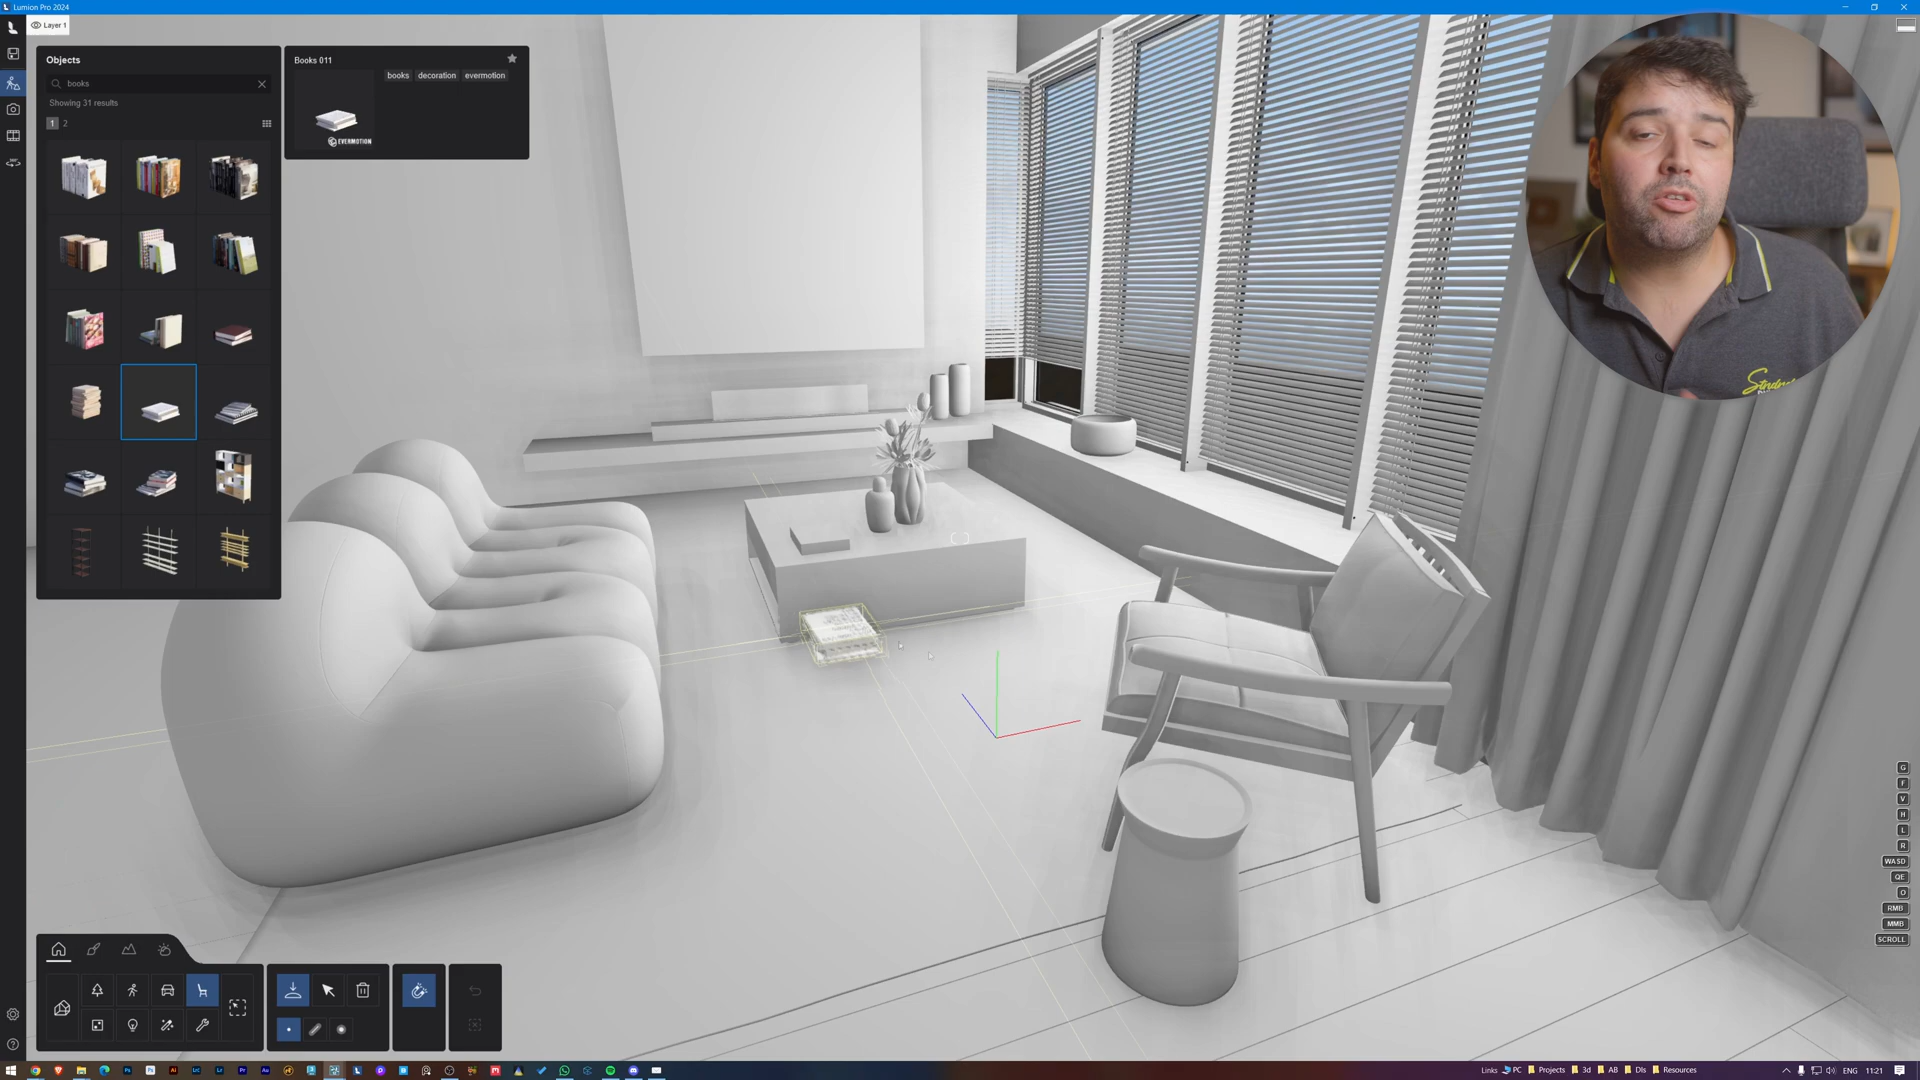 Lumion Pro 2024
Layer 1
Objects
books
Showing 31 results
1 2
Books 011
books decoration evermotion
EVERMOTION
G
F
V
H
L
R
WASD
QE
O
RMB
MMB
SCROLL
Links PC Projects 3d AB DIs Resources
ENG 11:21